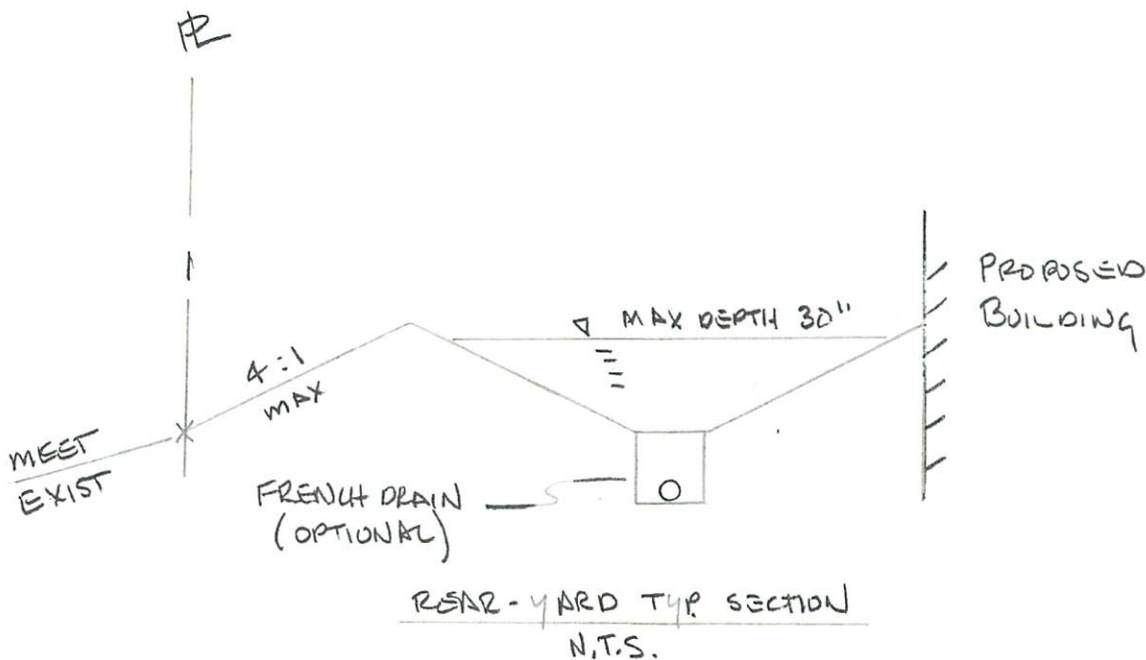 PL
MAX DEPTH 30"
PROPOSED
BUILDING
4:1
MAX
MEET
EXIST
FRENCH DRAIN
(OPTIONAL)
REAR-YARD TYP. SECTION
N.T.S.